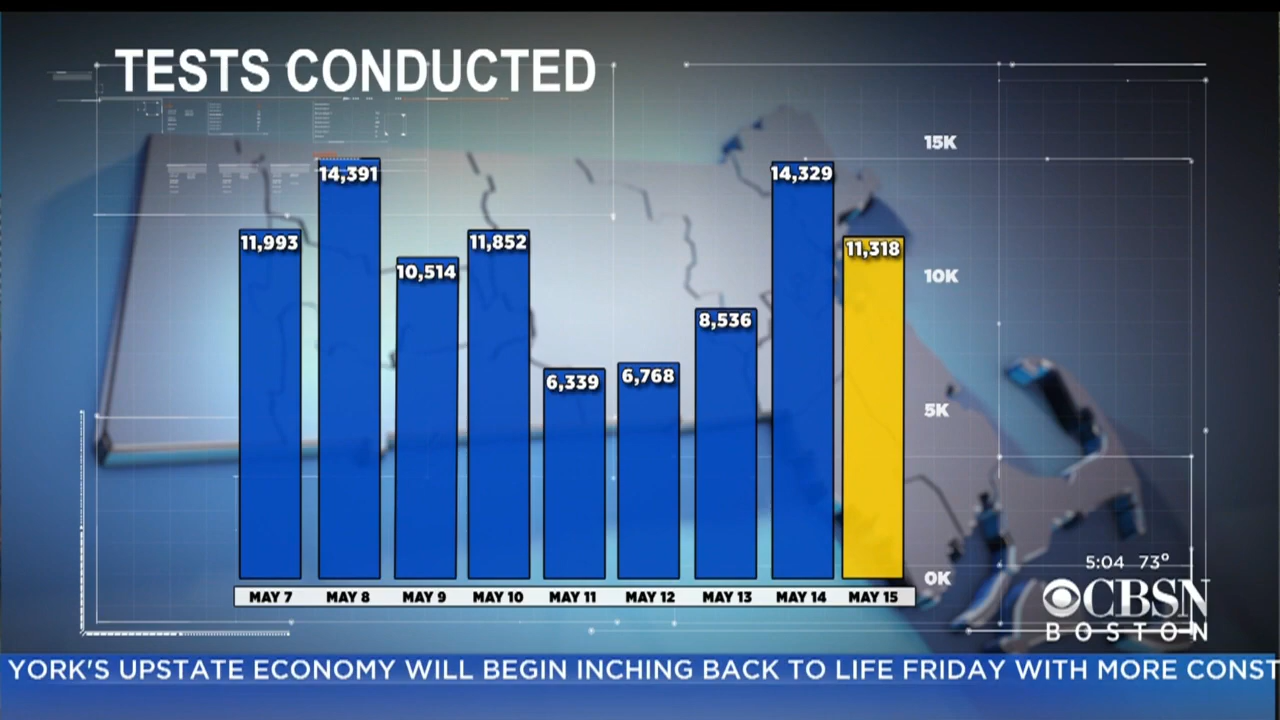 TESTS CONDUCTED
15K
10K
5K
0K
11,993
14,391
10,514
11,852
6,339
6,768
8,536
14,329
11,318
MAY 7
MAY 8
MAY 9
MAY 10
MAY 11
MAY 12
MAY 13
MAY 14
MAY 15
5:04 73°
CBSN
BOSTON
YORK'S UPSTATE ECONOMY WILL BEGIN INCHING BACK TO LIFE FRIDAY WITH MORE CONST